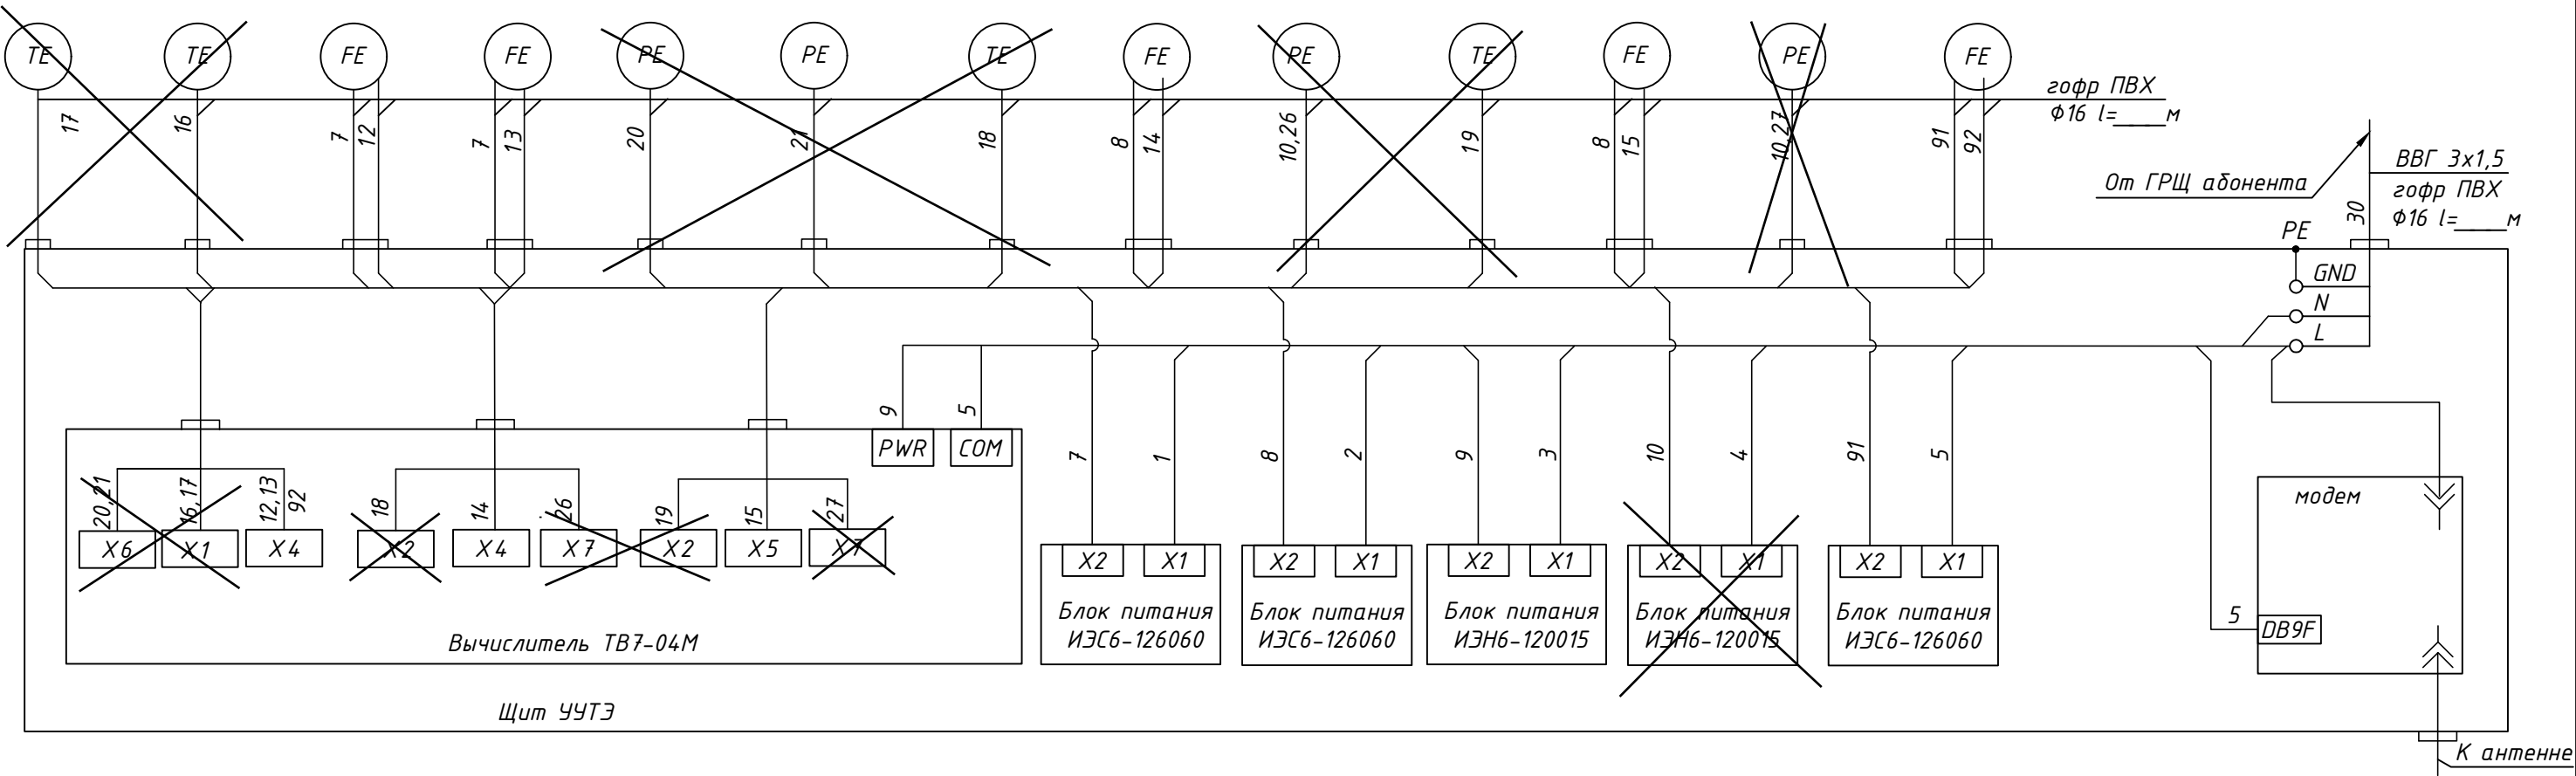 TE TE FE FE PE PE TE FE PE TE FE PE FE
гофр ПВХ
Ф16 l=____м
17 16 7 12 7 13 20 21 18 8 14 10,26 19 8 15 10,27 91 92
От ГРЩ абонента
ВВГ 3х1,5
гофр ПВХ
Ф16 l=____м
30
PE
GND
N
L
9 5
PWR COM
7 1 8 2 9 3 10 4 91 5
20,21 16,17 12,13 92 18 14 26 19 15 27
X6 X1 X4 X2 X4 X7 X2 X5 X7
X2 X1 X2 X1 X2 X1 X2 X1 X2 X1
модем
Блок питания
ИЭС6-126060
Блок питания
ИЭС6-126060
Блок питания
ИЭН6-120015
Блок питания
ИЭН6-120015
Блок питания
ИЭС6-126060
5
DB9F
Вычислитель ТВ7-04М
Щит УУТЭ
К антенне